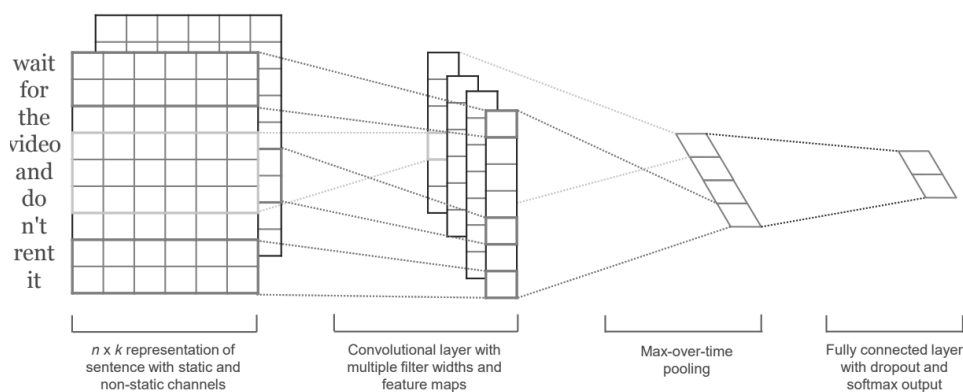 wait
for
the
video
and
do
n't
rent
it
n x k representation of
sentence with static and
non-static channels
Convolutional layer with
multiple filter widths and
feature maps
Max-over-time
pooling
Fully connected layer
with dropout and
softmax output